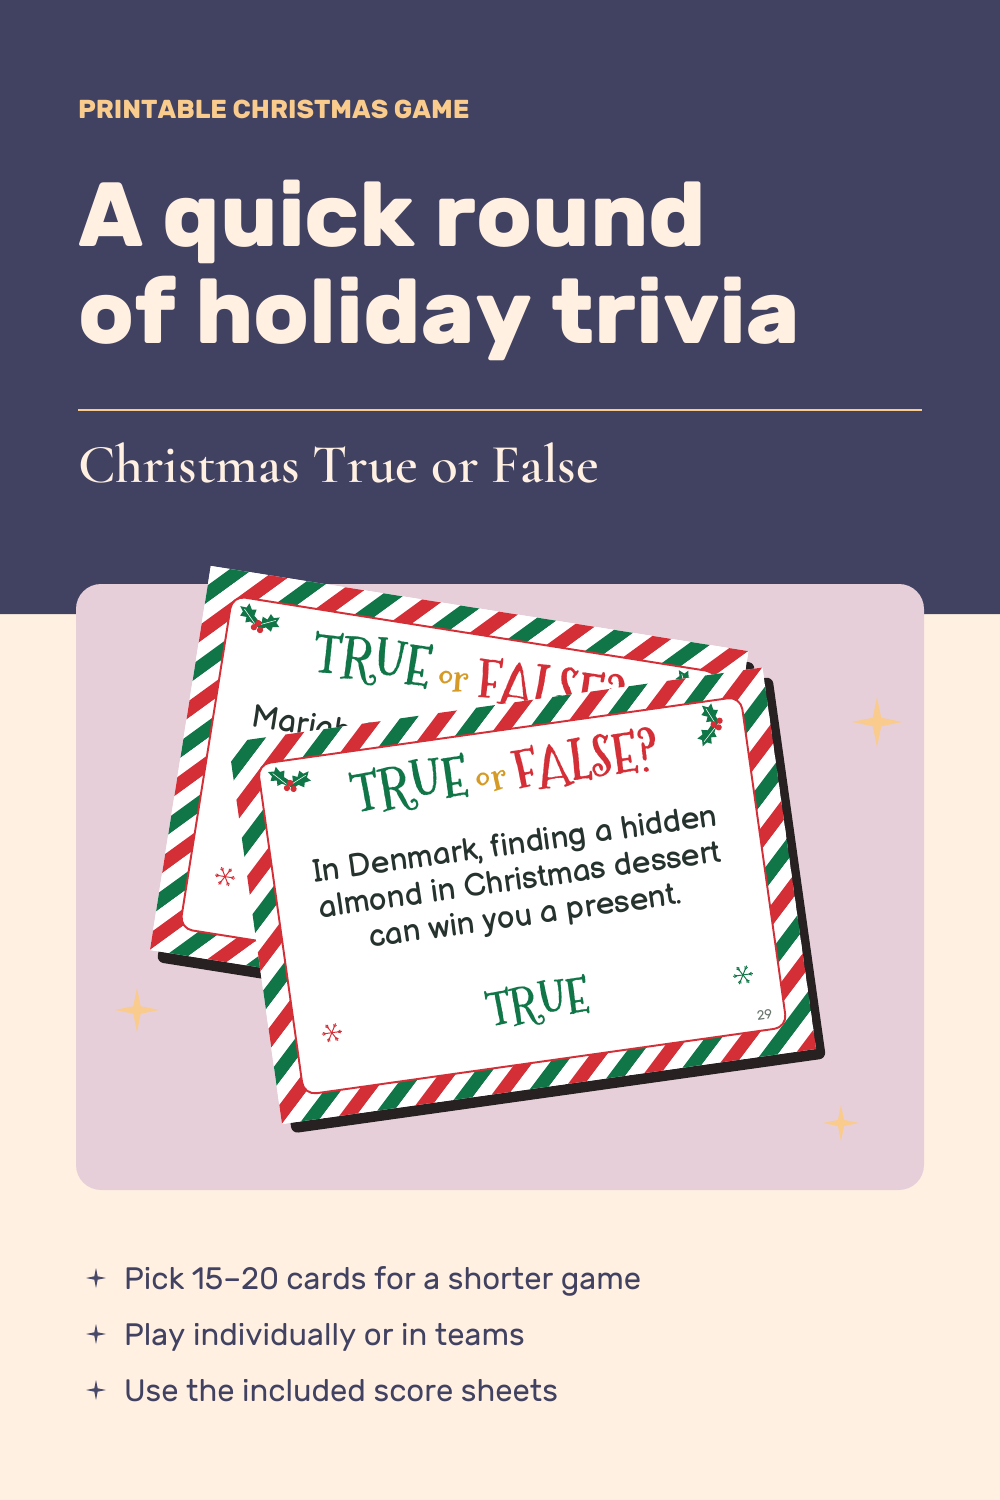 PRINTABLE CHRISTMAS GAME
A quick round
of holiday trivia
Christmas True or False
TRUE or FALSE?
TRUE or FALSE?
In Denmark, finding a hidden
almond in Christmas dessert
can win you a present.
TRUE
29
Pick 15–20 cards for a shorter game
Play individually or in teams
Use the included score sheets